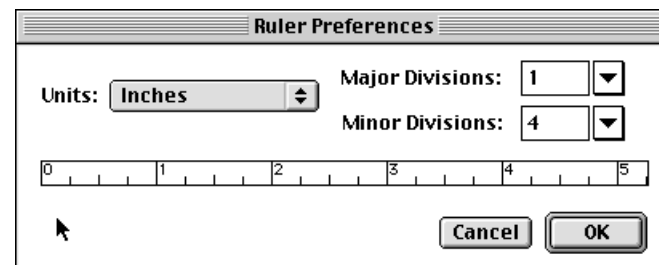 Ruler Preferences
Units: Inches
Major Divisions: 1
Minor Divisions: 4
0 1 2 3 4 5
Cancel OK